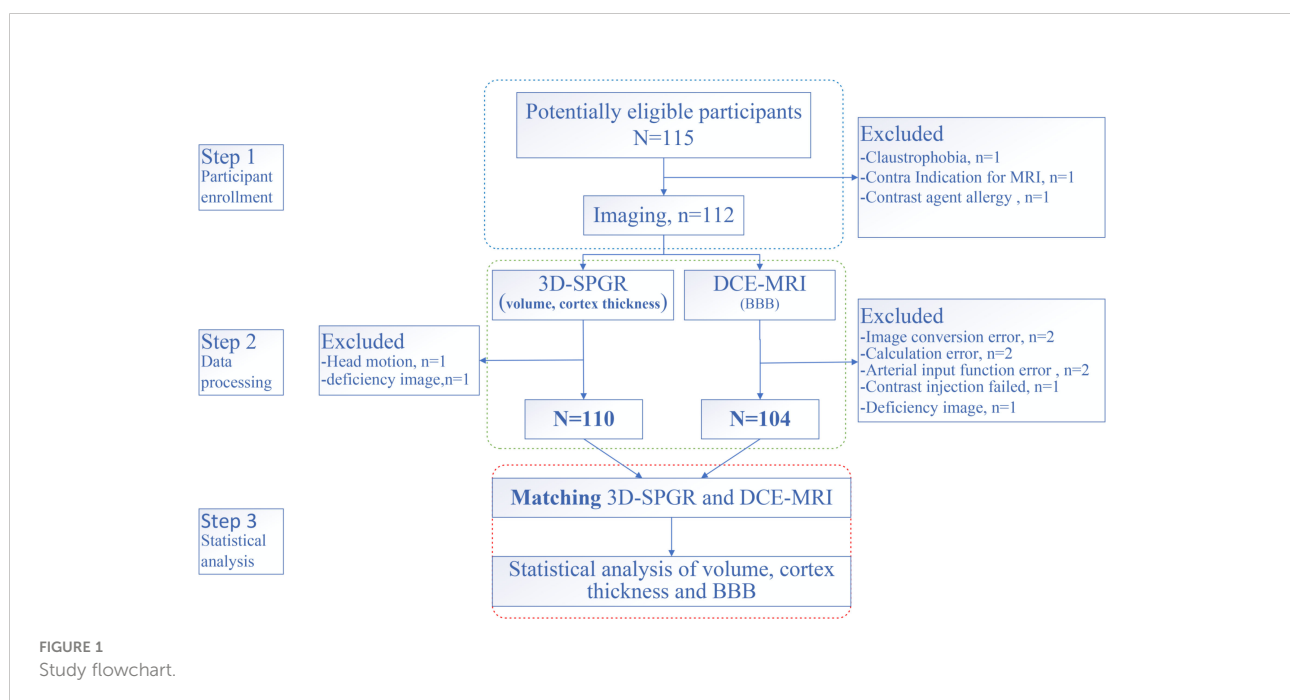 Potentially eligible participants
N=115
Step 1
Participant
enrollment
Excluded
-Claustrophobia, n=1
-Contra Indication for MRI, n=1
-Contrast agent allergy , n=1
Imaging, n=112
3D-SPGR
(volume, cortex thickness)
DCE-MRI
(BBB)
Step 2
Data
processing
Excluded
-Head motion, n=1
-deficiency image,n=1
Excluded
-Image conversion error, n=2
-Calculation error, n=2
-Arterial input function error , n=2
-Contrast injection failed, n=1
-Deficiency image, n=1
N=110
N=104
Step 3
Statistical
analysis
Matching 3D-SPGR and DCE-MRI
Statistical analysis of volume, cortex
thickness and BBB
FIGURE 1
Study flowchart.